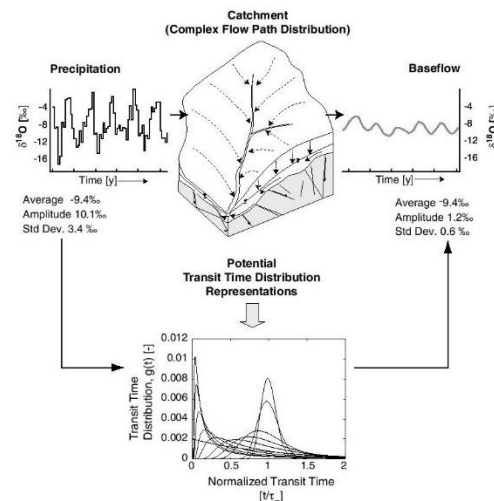 Catchment
(Complex Flow Path Distribution)
Precipitation
Baseflow
δ18O [‰]
-4
-8
-12
-16
Time [y]
Average -9.4‰
Amplitude 10.1‰
Std Dev. 3.4 ‰
-4
-8
-12
-16
δ18O [‰]
Time [y]
Average -9.4‰
Amplitude 1.2‰
Std Dev. 0.6 ‰
Potential
Transit Time Distribution
Representations
Transit Time
Distribution, g(t) [-]
0.012
0.01
0.008
0.006
0.004
0.002
0
0
0.5
1
1.5
2
Normalized Transit Time